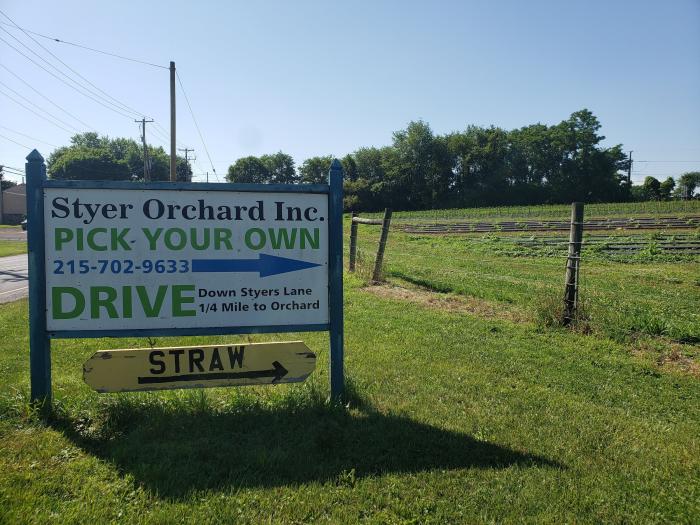 Styer Orchard Inc.
PICK YOUR OWN
215-702-9633
DRIVE Down Styers Lane
1/4 Mile to Orchard
STRAW